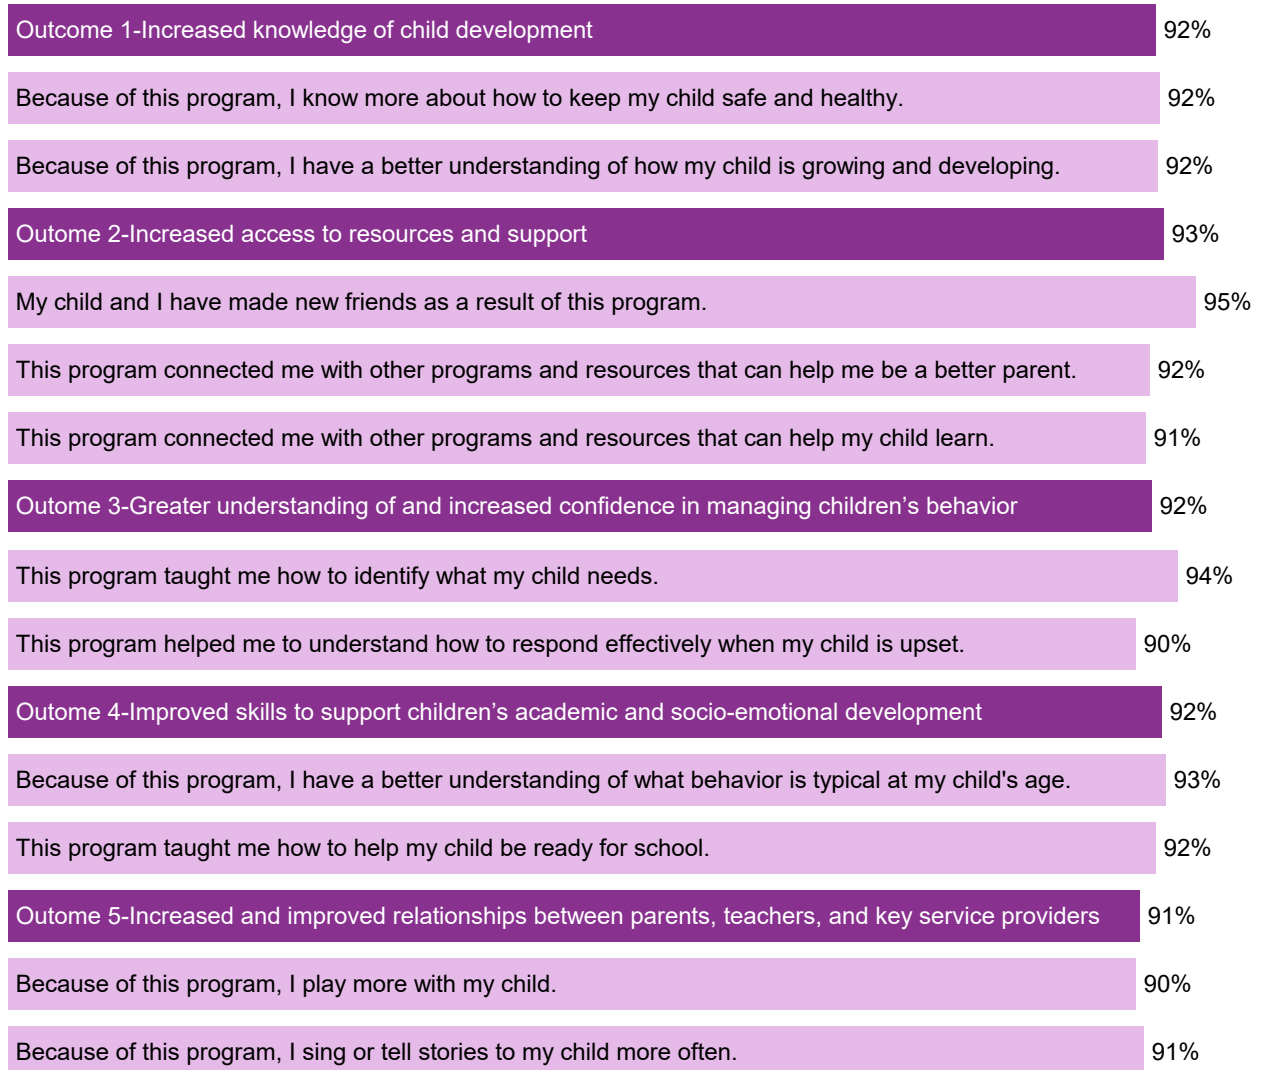 Outcome 1-Increased knowledge of child development 92%
Because of this program, I know more about how to keep my child safe and healthy. 92%
Because of this program, I have a better understanding of how my child is growing and developing. 92%
Outome 2-Increased access to resources and support 93%
My child and I have made new friends as a result of this program. 95%
This program connected me with other programs and resources that can help me be a better parent. 92%
This program connected me with other programs and resources that can help my child learn. 91%
Outome 3-Greater understanding of and increased confidence in managing children’s behavior 92%
This program taught me how to identify what my child needs. 94%
This program helped me to understand how to respond effectively when my child is upset. 90%
Outome 4-Improved skills to support children’s academic and socio-emotional development 92%
Because of this program, I have a better understanding of what behavior is typical at my child's age. 93%
This program taught me how to help my child be ready for school. 92%
Outome 5-Increased and improved relationships between parents, teachers, and key service providers 91%
Because of this program, I play more with my child. 90%
Because of this program, I sing or tell stories to my child more often. 91%